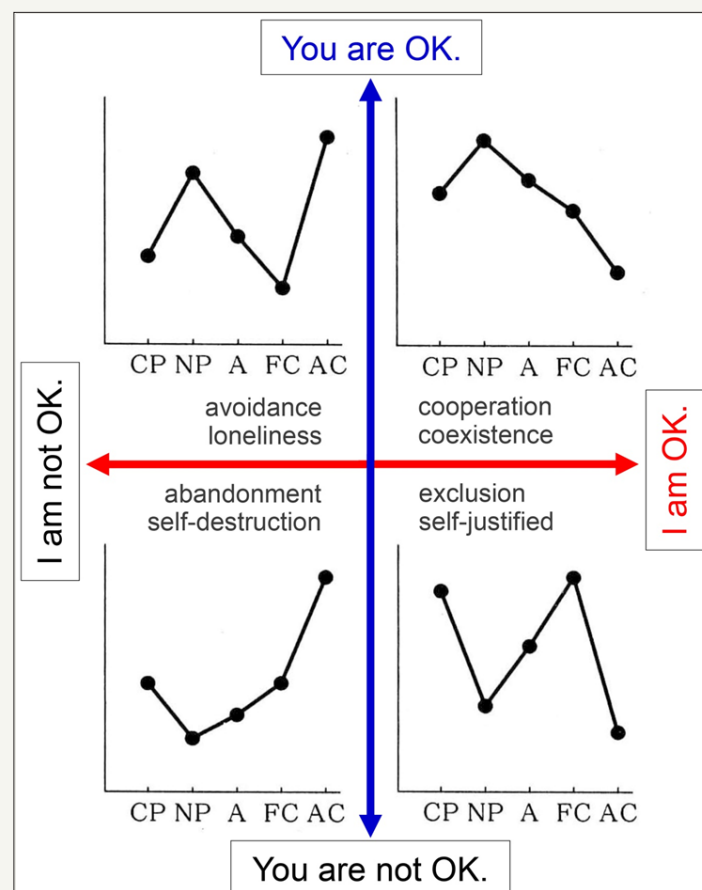 You are OK.
CP NP A FC AC
CP NP A FC AC
I am not OK.
avoidance
loneliness
cooperation
coexistence
I am OK.
abandonment
self-destruction
exclusion
self-justified
CP NP A FC AC
CP NP A FC AC
You are not OK.